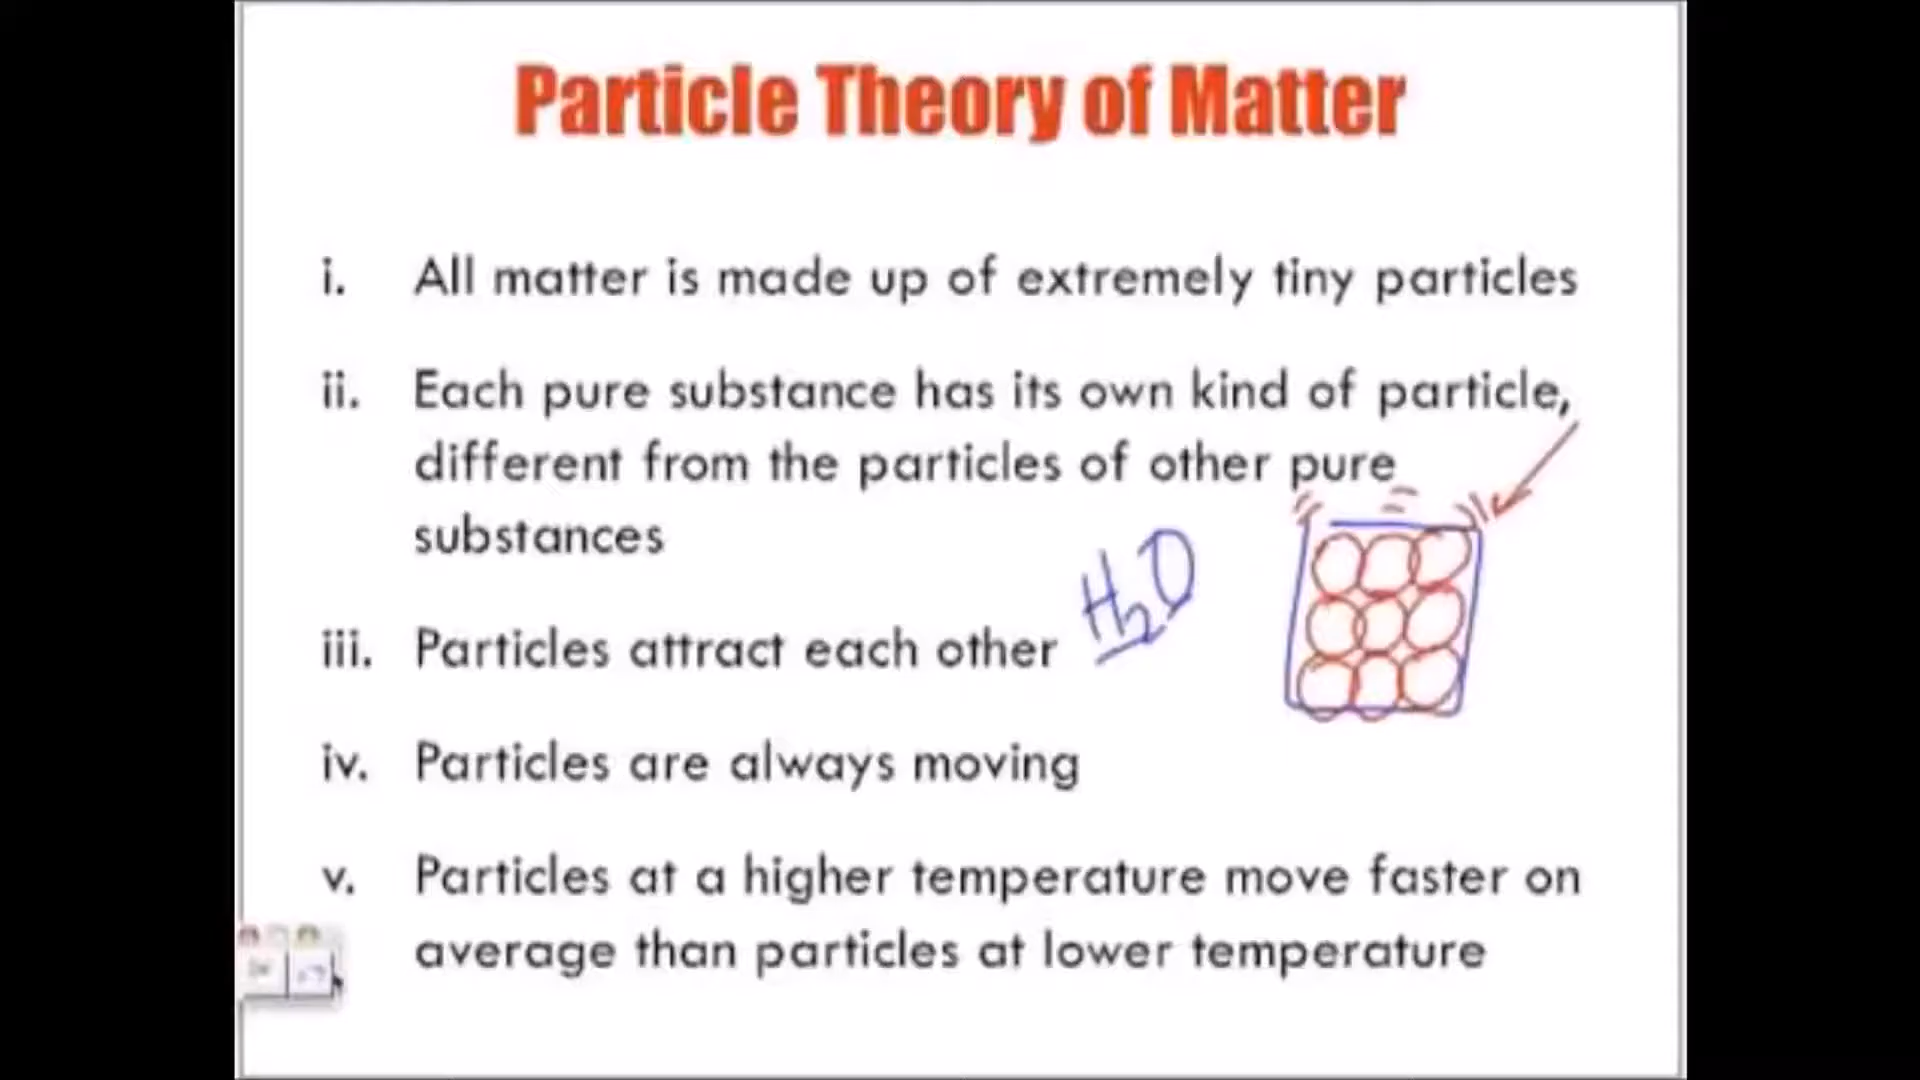 Particle Theory of Matter
i. All matter is made up of extremely tiny particles
ii. Each pure substance has its own kind of particle,
different from the particles of other pure
substances
H₂O
iii. Particles attract each other
iv. Particles are always moving
v. Particles at a higher temperature move faster on
average than particles at lower temperature